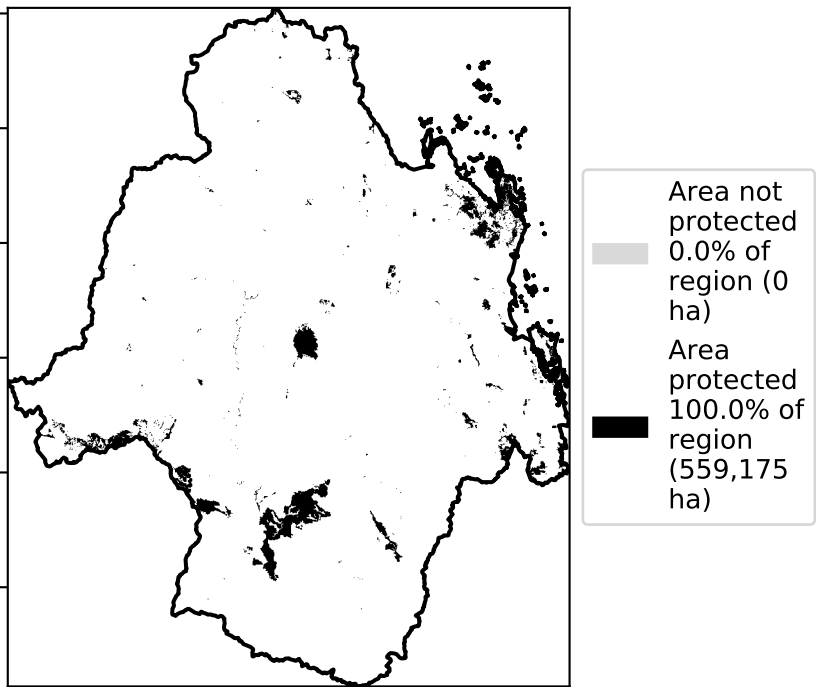 Area not
protected
0.0% of
region (0
ha)
Area
protected
100.0% of
region
(559,175
ha)